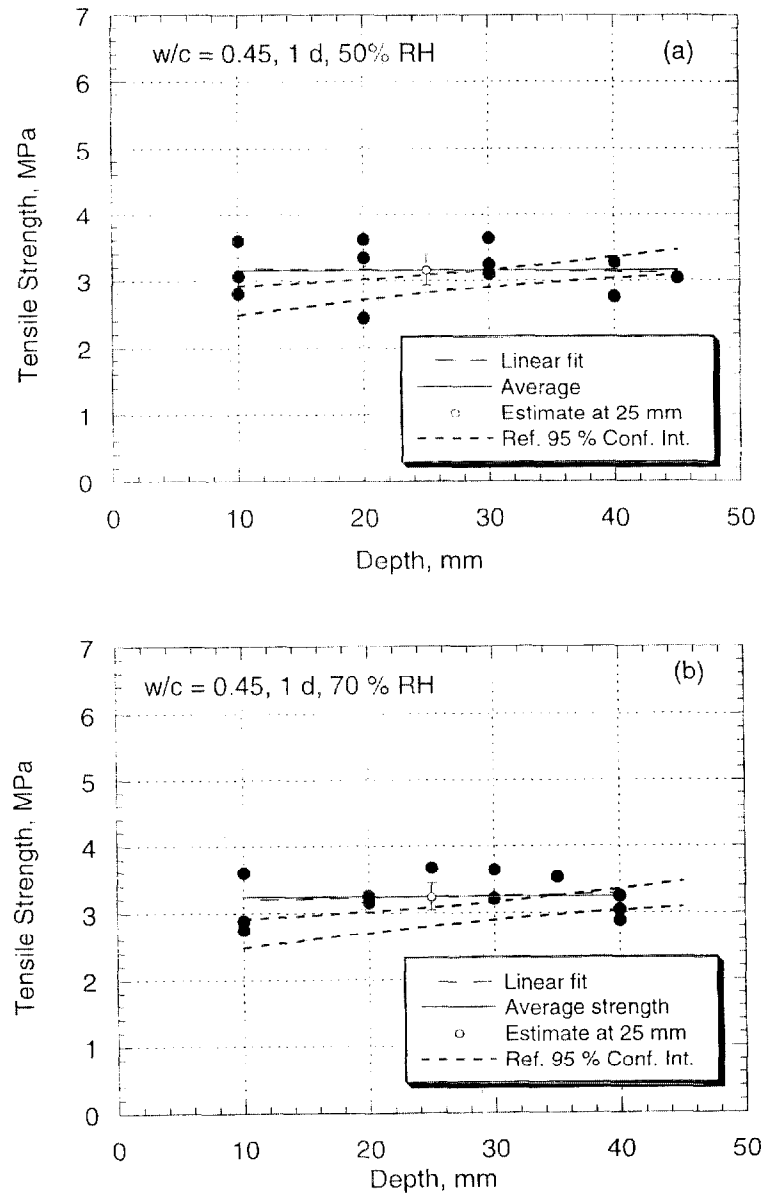 7
6
5
4
3
2
1
0
Tensile Strength, MPa
w/c = 0.45, 1 d, 50% RH
(a)
Linear fit
Average
Estimate at 25 mm
Ref. 95 % Conf. Int.
0 10 20 30 40 50
Depth, mm
7
6
5
4
3
2
1
0
Tensile Strength, MPa
w/c = 0.45, 1 d, 70 % RH
(b)
Linear fit
Average strength
Estimate at 25 mm
Ref. 95 % Conf. Int.
0 10 20 30 40 50
Depth, mm